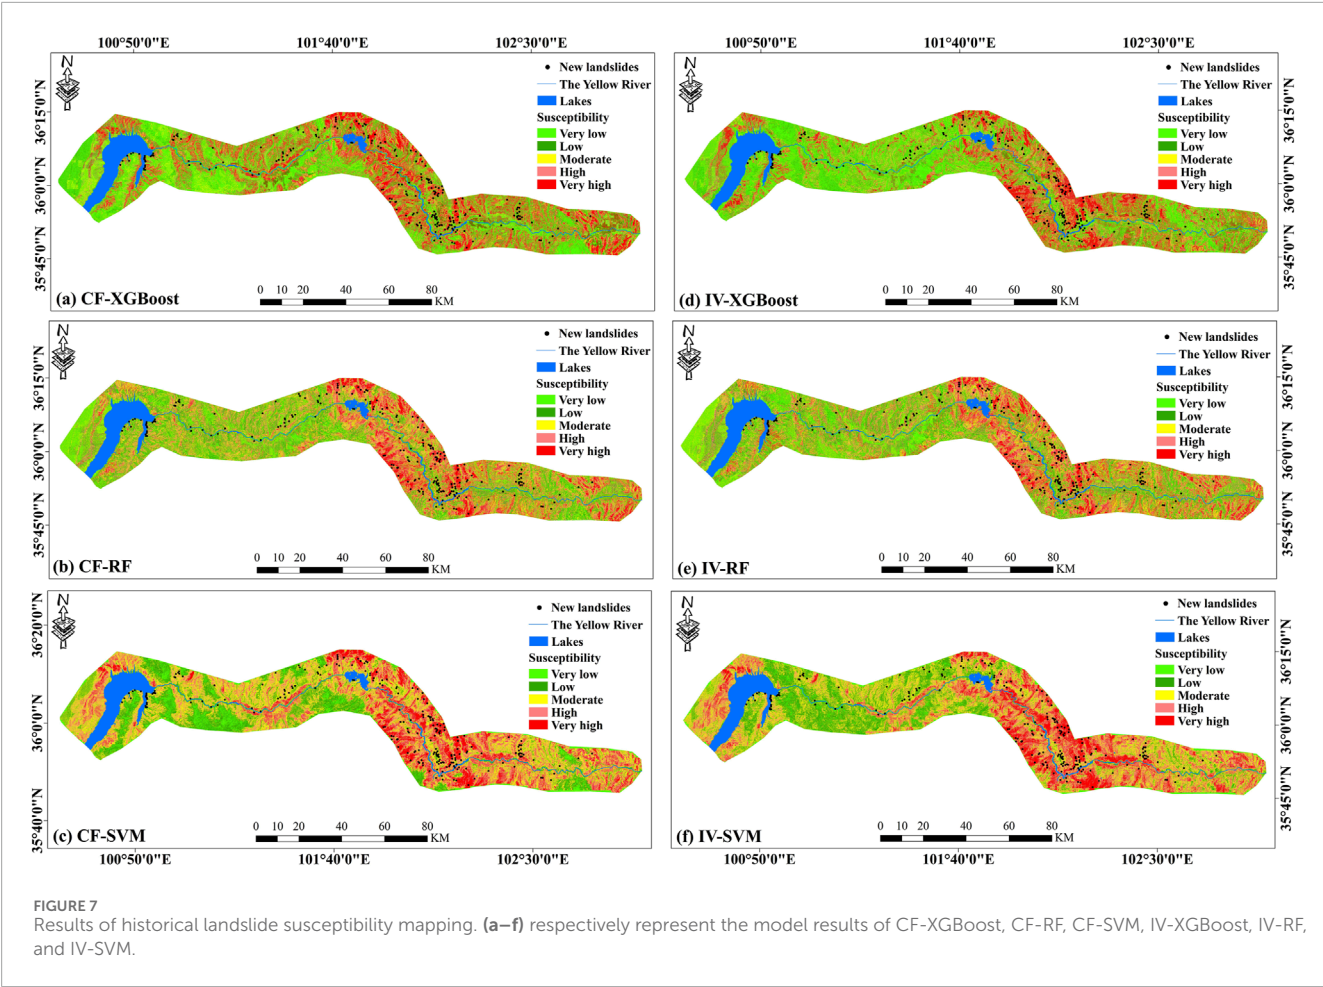 100°50'0"E 101°40'0"E 102°30'0"E
100°50'0"E 101°40'0"E 102°30'0"E
36°15'0"N
36°0'0"N
35°45'0"N
N
New landslides
The Yellow River
Lakes
Susceptibility
Very low
Low
Moderate
High
Very high
0 10 20 40 60 80
KM
(a) CF-XGBoost
N
New landslides
The Yellow River
Lakes
Susceptibility
Very low
Low
Moderate
High
Very high
0 10 20 40 60 80
KM
(d) IV-XGBoost
36°15'0"N
36°0'0"N
35°45'0"N
36°15'0"N
36°0'0"N
35°45'0"N
N
New landslides
The Yellow River
Lakes
Susceptibility
Very low
Low
Moderate
High
Very high
0 10 20 40 60 80
KM
(b) CF-RF
N
New landslides
The Yellow River
Lakes
Susceptibility
Very low
Low
Moderate
High
Very high
0 10 20 40 60 80
KM
(e) IV-RF
36°15'0"N
36°0'0"N
35°45'0"N
36°20'0"N
36°0'0"N
35°40'0"N
N
New landslides
The Yellow River
Lakes
Susceptibility
Very low
Low
Moderate
High
Very high
0 10 20 40 60 80
KM
(c) CF-SVM
N
New landslides
The Yellow River
Lakes
Susceptibility
Very low
Low
Moderate
High
Very high
0 10 20 40 60 80
KM
(f) IV-SVM
36°15'0"N
36°0'0"N
35°45'0"N
100°50'0"E 101°40'0"E 102°30'0"E
100°50'0"E 101°40'0"E 102°30'0"E
FIGURE 7
Results of historical landslide susceptibility mapping. (a–f) respectively represent the model results of CF-XGBoost, CF-RF, CF-SVM, IV-XGBoost, IV-RF,
and IV-SVM.